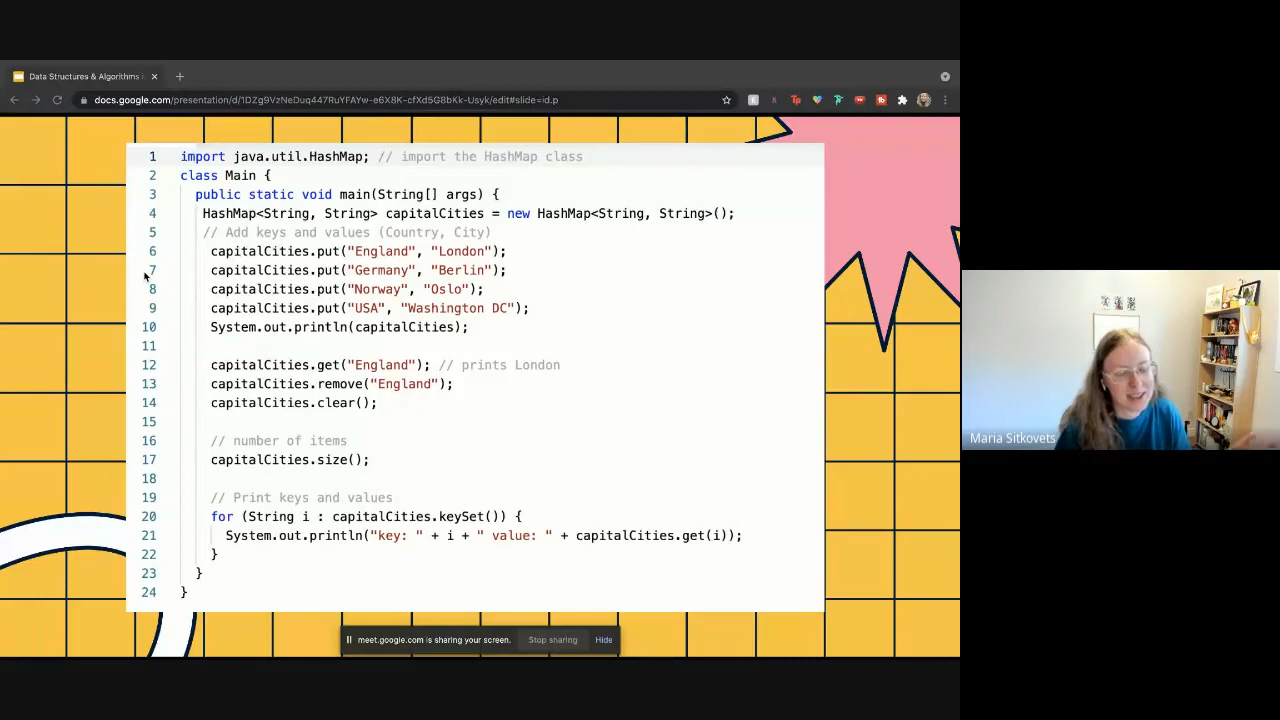 Data Structures & Algorithms i
docs.google.com/presentation/d/1DZg9VzNeDuq447RuYFAYw-e6X8K-cfXd5G8bKk-Usyk/edit#slide=id.p
1 import java.util.HashMap; // import the HashMap class
2 class Main {
3 public static void main(String[] args) {
4 HashMap<String, String> capitalCities = new HashMap<String, String>();
5 // Add keys and values (Country, City)
6 capitalCities.put("England", "London");
7 capitalCities.put("Germany", "Berlin");
8 capitalCities.put("Norway", "Oslo");
9 capitalCities.put("USA", "Washington DC");
10 System.out.println(capitalCities);
11
12 capitalCities.get("England"); // prints London
13 capitalCities.remove("England");
14 capitalCities.clear();
15
16 // number of items
17 capitalCities.size();
18
19 // Print keys and values
20 for (String i : capitalCities.keySet()) {
21 System.out.println("key: " + i + " value: " + capitalCities.get(i));
22 }
23 }
24 }
meet.google.com is sharing your screen. Stop sharing Hide
Maria Sitkovets